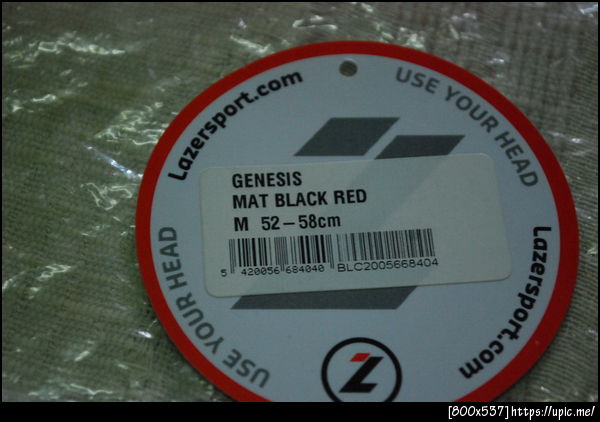 Lazersport.com
USE YOUR HEAD
GENESIS
MAT BLACK RED
M 52-58cm
5 420056 684040 BLC2005668404
USE YOUR HEAD
Lazersport.com
Z
[800x537] https://upic.me/